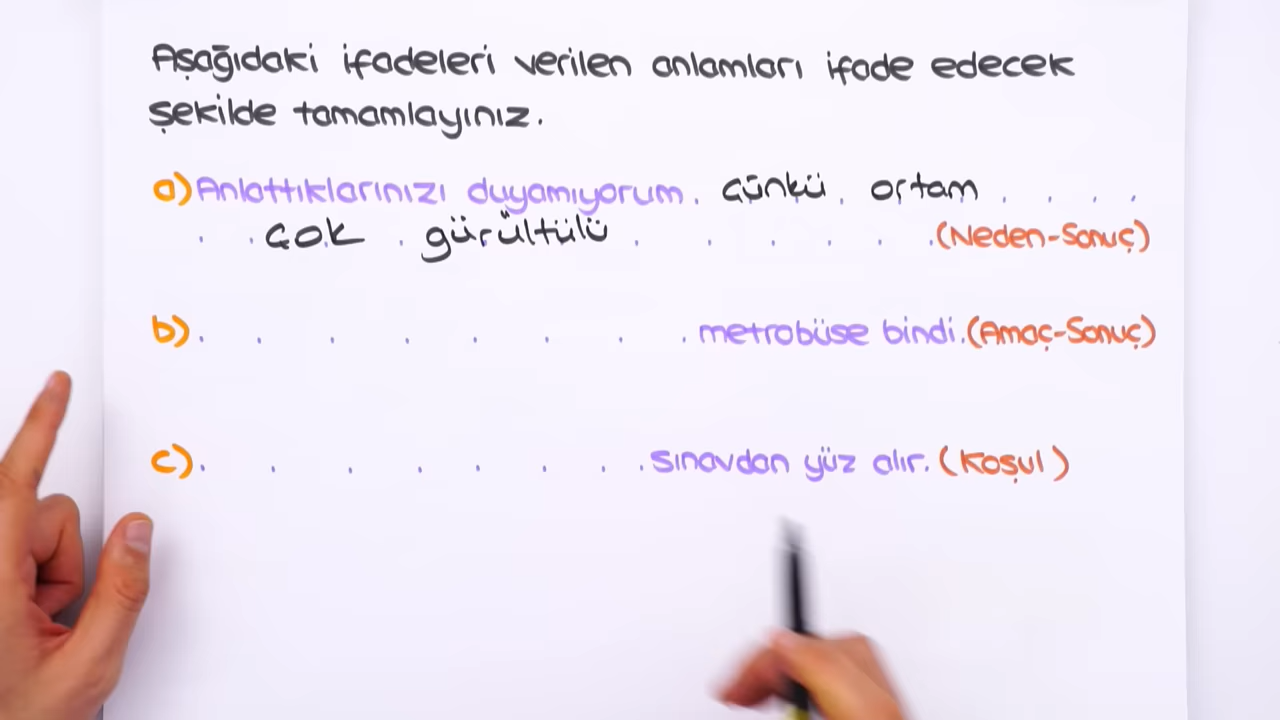 Aşağıdaki ifadeleri verilen anlamları ifade edecek
şekilde tamamlayınız.
a) Anlattıklarınızı duyamıyorum. çünkü ortam . . . .
. . çok . gürültülü . . . . . (Neden-Sonuç)
b) . . . . . . . . metrobüse bindi. (Amaç-Sonuç)
c) . . . . . . . . sınavdan yüz alır. (Koşul)